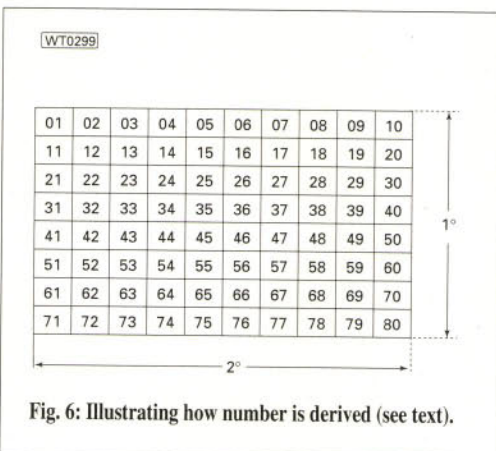 WT0299
01 02 03 04 05 06 07 08 09 10
11 12 13 14 15 16 17 18 19 20
21 22 23 24 25 26 27 28 29 30
31 32 33 34 35 36 37 38 39 40
1°
41 42 43 44 45 46 47 48 49 50
51 52 53 54 55 56 57 58 59 60
61 62 63 64 65 66 67 68 69 70
71 72 73 74 75 76 77 78 79 80
2°
Fig. 6: Illustrating how number is derived (see text).